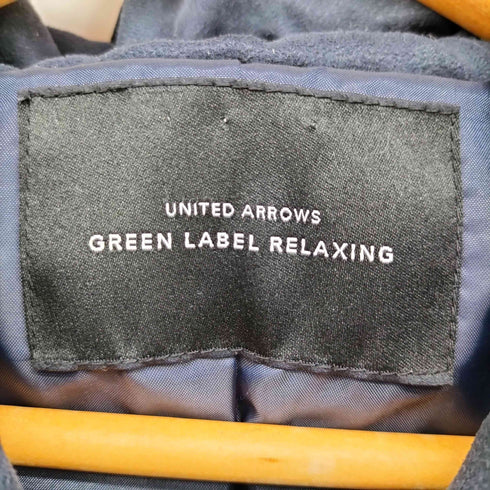 UNITED ARROWS
GREEN LABEL RELAXING